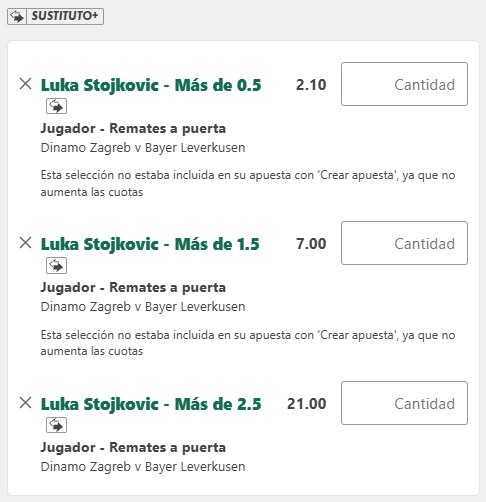 SUSTITUTO+
Luka Stojkovic - Más de 0.5 2.10 Cantidad
Jugador - Remates a puerta
Dinamo Zagreb v Bayer Leverkusen
Esta selección no estaba incluida en su apuesta con 'Crear apuesta', ya que no
aumenta las cuotas
Luka Stojkovic - Más de 1.5 7.00 Cantidad
Jugador - Remates a puerta
Dinamo Zagreb v Bayer Leverkusen
Esta selección no estaba incluida en su apuesta con 'Crear apuesta', ya que no
aumenta las cuotas
Luka Stojkovic - Más de 2.5 21.00 Cantidad
Jugador - Remates a puerta
Dinamo Zagreb v Bayer Leverkusen